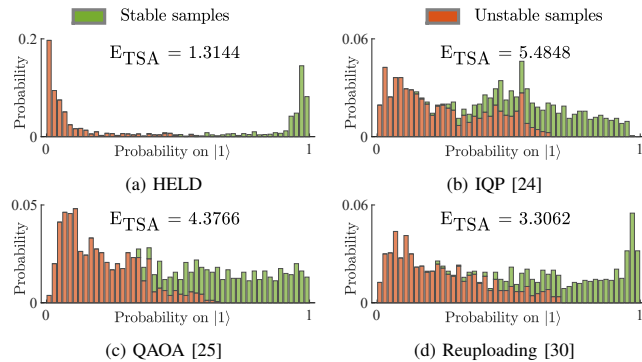 Stable samples
Unstable samples
0.2
E_TSA = 1.3144
Probability
0
0
1
Probability on |1⟩
(a) HELD
0.06
E_TSA = 5.4848
Probability
0
0
1
Probability on |1⟩
(b) IQP [24]
0.05
E_TSA = 4.3766
Probability
0
0
1
Probability on |1⟩
(c) QAOA [25]
0.06
E_TSA = 3.3062
Probability
0
0
1
Probability on |1⟩
(d) Reuploading [30]